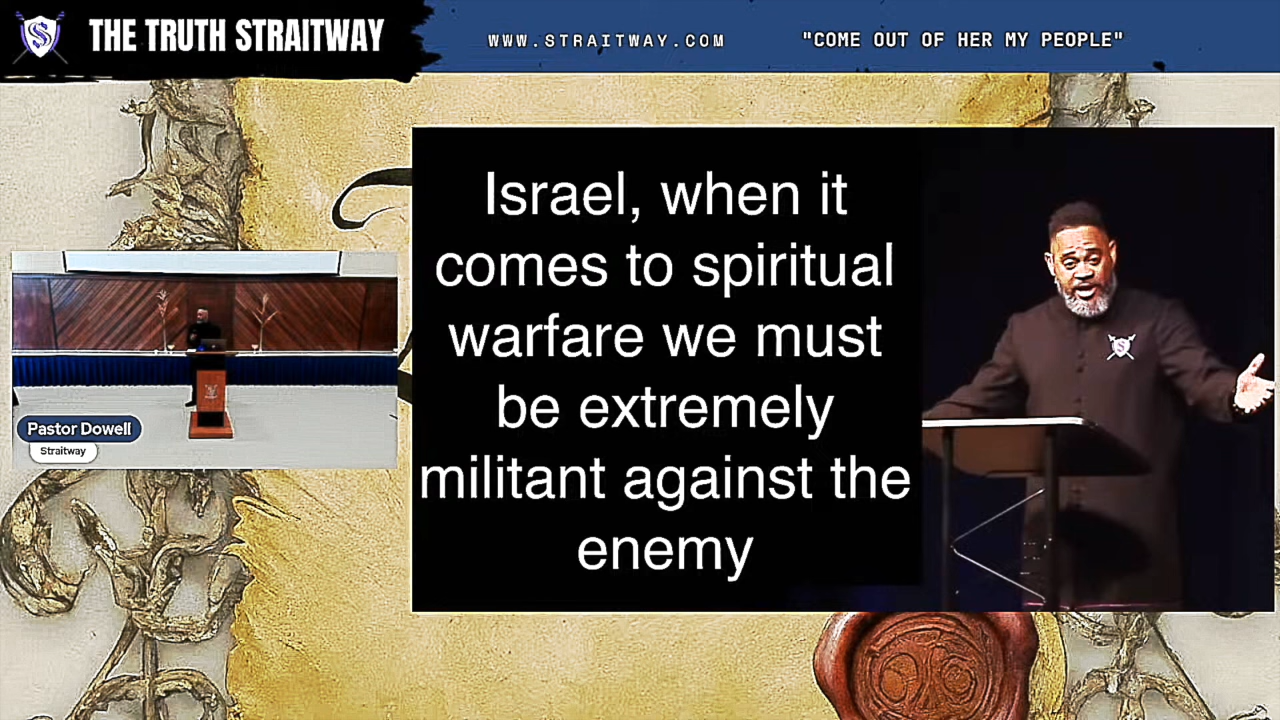 THE TRUTH STRAITWAY
WWW.STRAITWAY.COM
"COME OUT OF HER MY PEOPLE"
Israel, when it
comes to spiritual
warfare we must
be extremely
militant against the
enemy
Pastor Dowell
Straitway